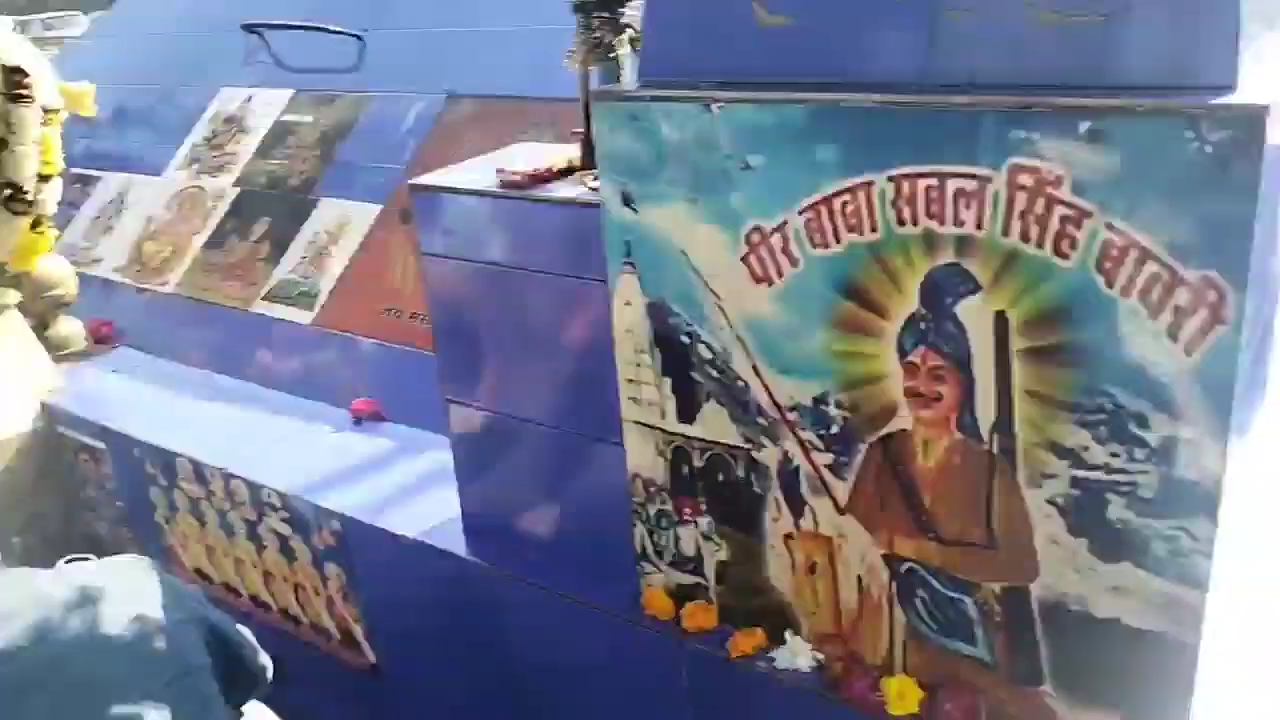 पीर बाबा सबल सिंह बावरी